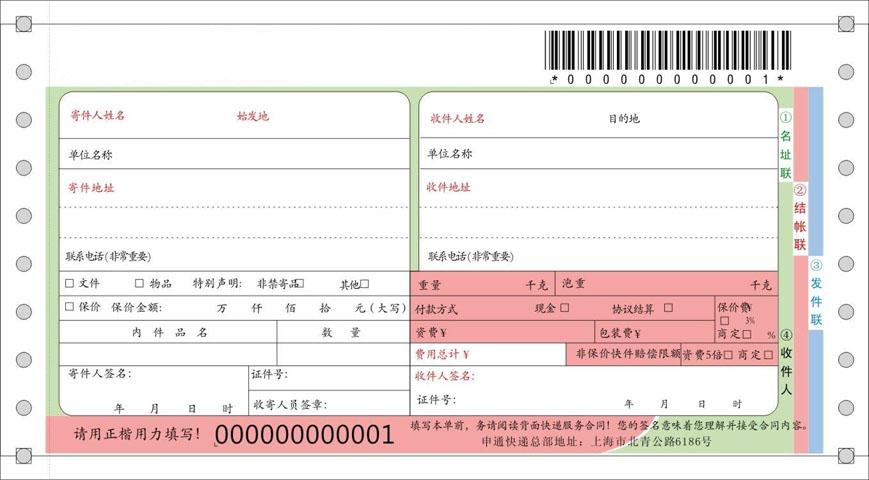 *000000000001*
寄件人姓名 始发地 收件人姓名 目的地
单位名称 单位名称
寄件地址 收件地址
联系电话(非常重要) 联系电话(非常重要)
□文件 □物品 特别声明: 非禁寄品□ 其他□ 重量 千克 泡重 千克
□保价 保价金额: 万 仟 佰 拾 元(大写) 付款方式 现金□ 协议结算 □ 保价费¥
□ 3%
内 件 品 名 数 量 资费¥ 包装费¥ 商定□ %
费用总计¥ 非保价快件赔偿限额 资费5倍□ 商定□
寄件人签名: 证件号: 收件人签名:
年 月 日 时 收寄人员签章: 证件号: 年 月 日 时
①名址联
②结帐联
③发件联
④收件人
请用正楷用力填写! 000000000001 填写本单前,务请阅读背面快递服务合同!您的签名意味着您理解并接受合同内容。
申通快递总部地址:上海市北青公路6186号